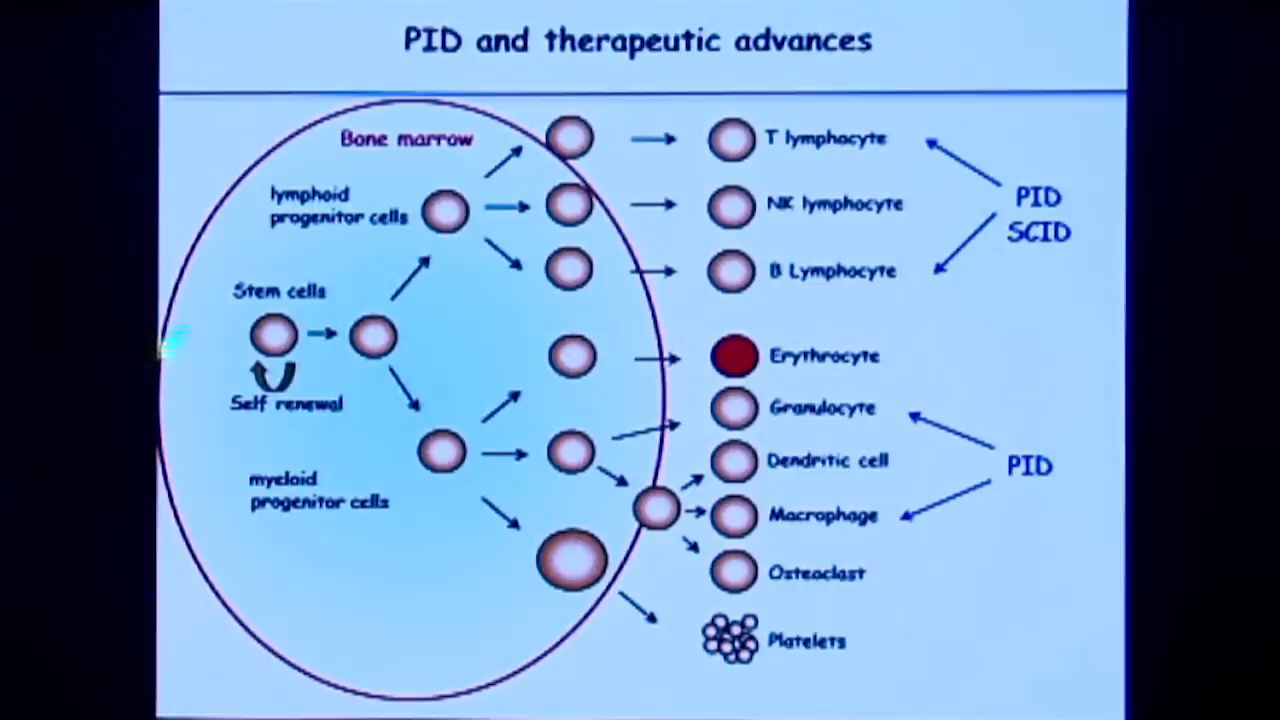 PID and therapeutic advances
Bone marrow
lymphoid
progenitor cells
Stem cells
Self renewal
myeloid
progenitor cells
T lymphocyte
NK lymphocyte
B Lymphocyte
Erythrocyte
Granulocyte
Dendritic cell
Macrophage
Osteoclast
Platelets
PID
SCID
PID